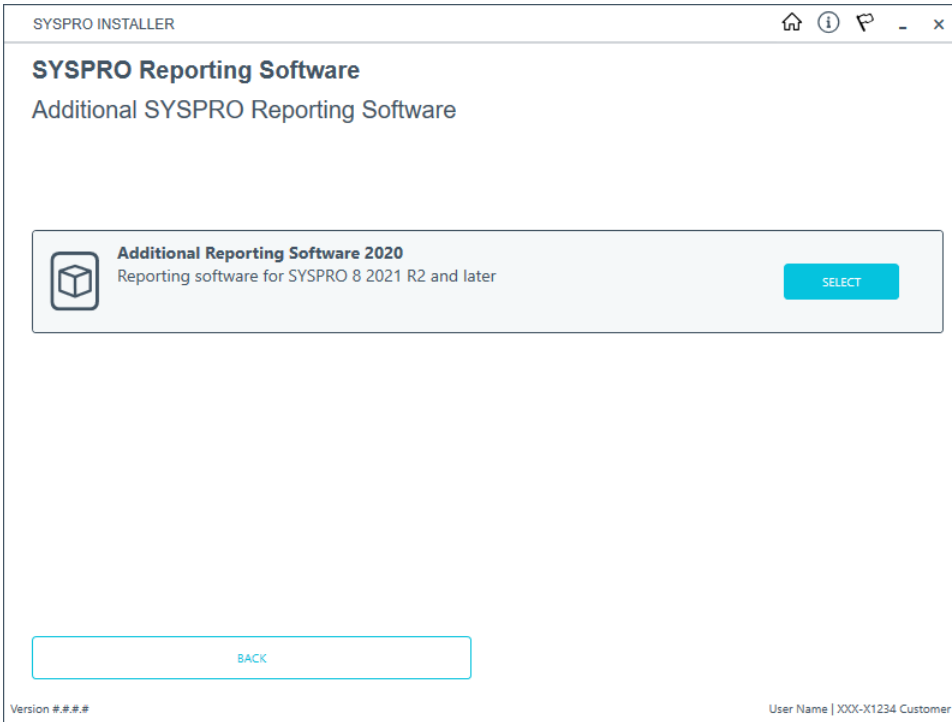 SYSPRO INSTALLER
SYSPRO Reporting Software
Additional SYSPRO Reporting Software
Additional Reporting Software 2020
Reporting software for SYSPRO 8 2021 R2 and later
SELECT
BACK
Version #.#.#.#
User Name | XXX-X1234 Customer